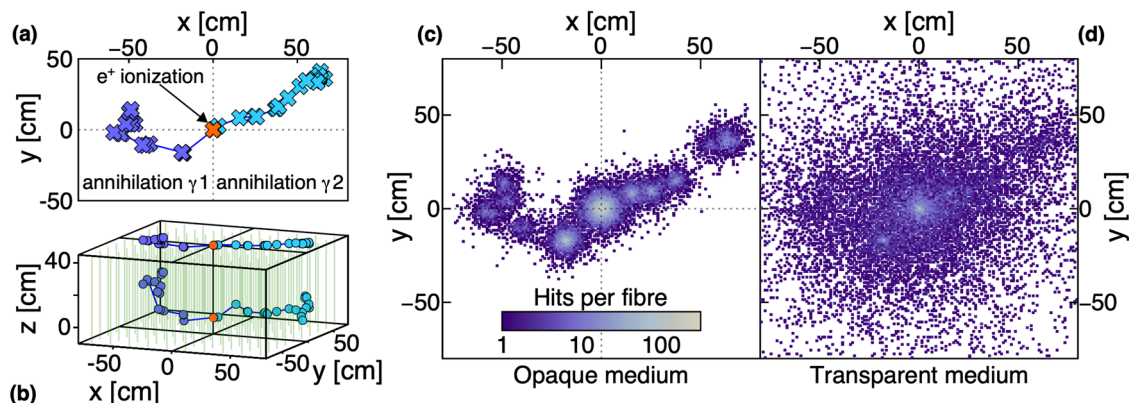 (a)
x [cm]
−50 0 50
50
0
-50
y [cm]
e⁺ ionization
annihilation γ1
annihilation γ2
40
0
z [cm]
-50 0 50
x [cm]
-50
50
y [cm]
(b)
(c)
x [cm]
−50 0 50
50
0
−50
y [cm]
Hits per fibre
1 10 100
Opaque medium
x [cm]
−50 0 50
(d)
50
0
−50
y [cm]
Transparent medium